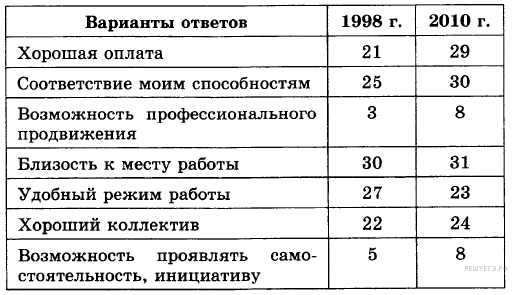 Варианты ответов 1998 г. 2010 г.
Хорошая оплата 21 29
Соответствие моим способностям 25 30
Возможность профессионального 3 8
продвижения
Близость к месту работы 30 31
Удобный режим работы 27 23
Хороший коллектив 22 24
Возможность проявлять само- 5 8
стоятельность, инициативу
РЕШУЕГЭ.РФ